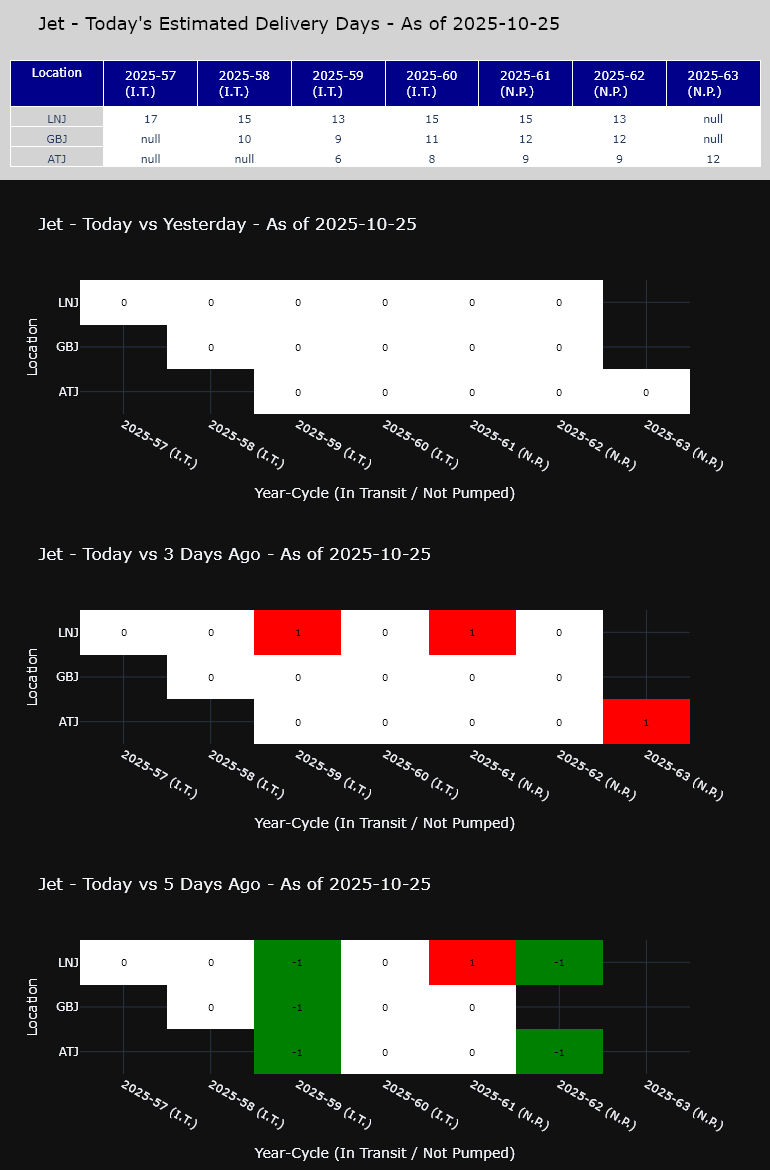 Jet - Today's Estimated Delivery Days - As of 2025-10-25
Location 2025-57 (I.T.) 2025-58 (I.T.) 2025-59 (I.T.) 2025-60 (I.T.) 2025-61 (N.P.) 2025-62 (N.P.) 2025-63 (N.P.)
LNJ 17 15 13 15 15 13 null
GBJ null 10 9 11 12 12 null
ATJ null null 6 8 9 9 12
Jet - Today vs Yesterday - As of 2025-10-25
Location
LNJ 0 0 0 0 0 0
GBJ 0 0 0 0 0
ATJ 0 0 0 0 0
2025-57 (I.T.) 2025-58 (I.T.) 2025-59 (I.T.) 2025-60 (I.T.) 2025-61 (N.P.) 2025-62 (N.P.) 2025-63 (N.P.)
Year-Cycle (In Transit / Not Pumped)
Jet - Today vs 3 Days Ago - As of 2025-10-25
Location
LNJ 0 0 1 0 1 0
GBJ 0 0 0 0 0
ATJ 0 0 0 0 1
2025-57 (I.T.) 2025-58 (I.T.) 2025-59 (I.T.) 2025-60 (I.T.) 2025-61 (N.P.) 2025-62 (N.P.) 2025-63 (N.P.)
Year-Cycle (In Transit / Not Pumped)
Jet - Today vs 5 Days Ago - As of 2025-10-25
Location
LNJ 0 0 -1 0 1 -1
GBJ 0 -1 0 0
ATJ -1 0 0 -1
2025-57 (I.T.) 2025-58 (I.T.) 2025-59 (I.T.) 2025-60 (I.T.) 2025-61 (N.P.) 2025-62 (N.P.) 2025-63 (N.P.)
Year-Cycle (In Transit / Not Pumped)